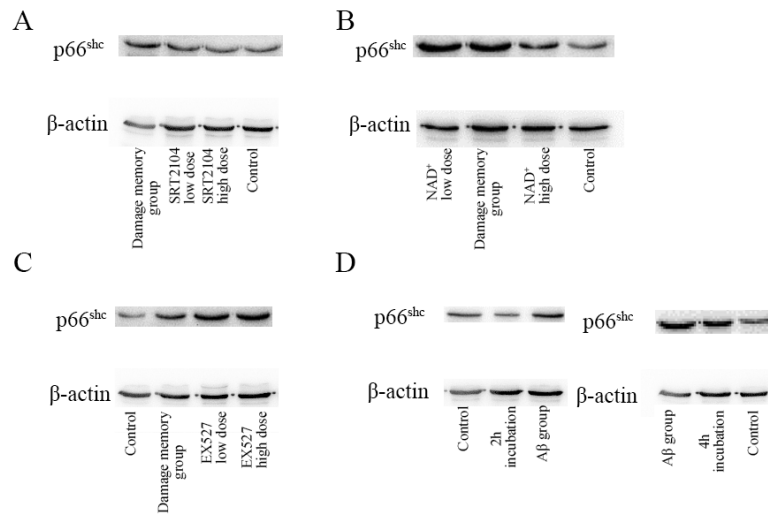 A
p66shc
β-actin
Damage memory
group
SRT2104
low dose
SRT2104
high dose
Control
B
p66shc
β-actin
NAD+
low dose
Damage memory
group
NAD+
high dose
Control
C
p66shc
β-actin
Control
Damage memory
group
EX527
low dose
EX527
high dose
D
p66shc
β-actin
Control
2h
incubation
Aβ group
p66shc
β-actin
Aβ group
4h
incubation
Control